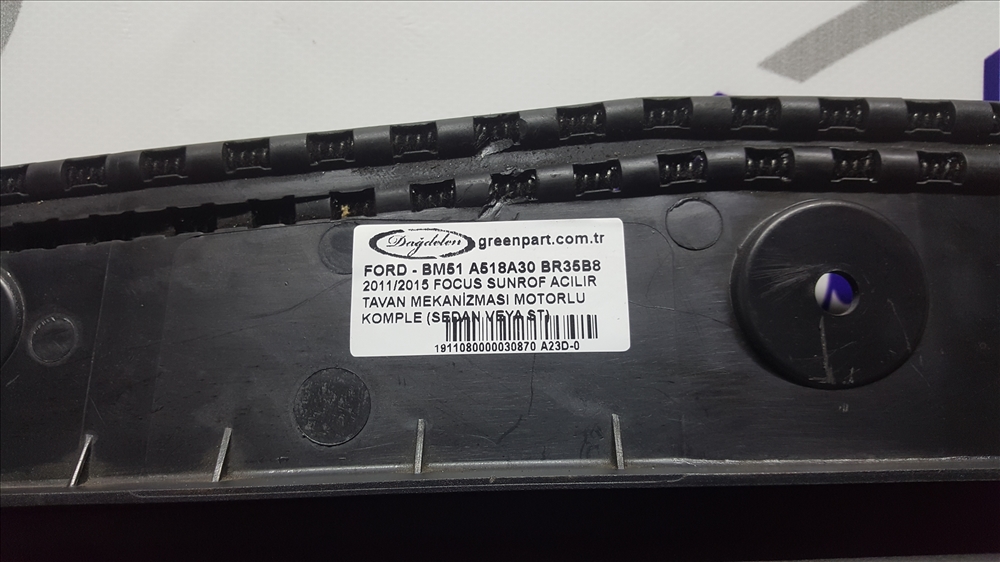 Dağdelen greenpart.com.tr
FORD - BM51 A518A30 BR35B8
2011/2015 FOCUS SUNROF ACILIR
TAVAN MEKANİZMASI MOTORLU
KOMPLE (SEDAN VEYA ST)
1911080000030870 A23D-0